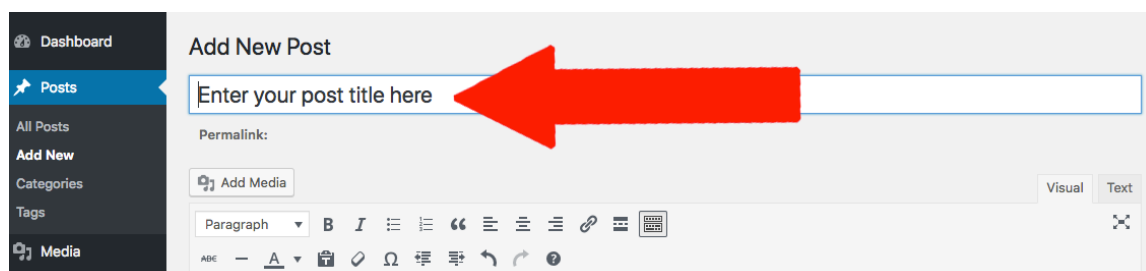 Dashboard
Add New Post
Posts
Enter your post title here
All Posts
Permalink:
Add New
Categories
Add Media
Visual Text
Tags
Paragraph B I
Media
ABC A Ω